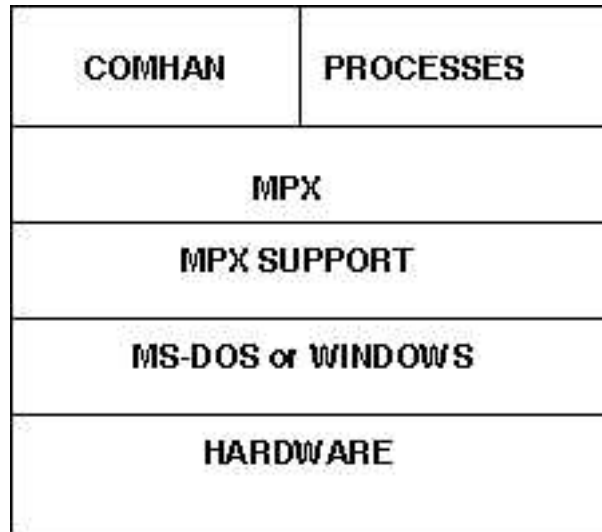 COMHAN
PROCESSES
MPX
MPX SUPPORT
MS-DOS or WINDOWS
HARDWARE